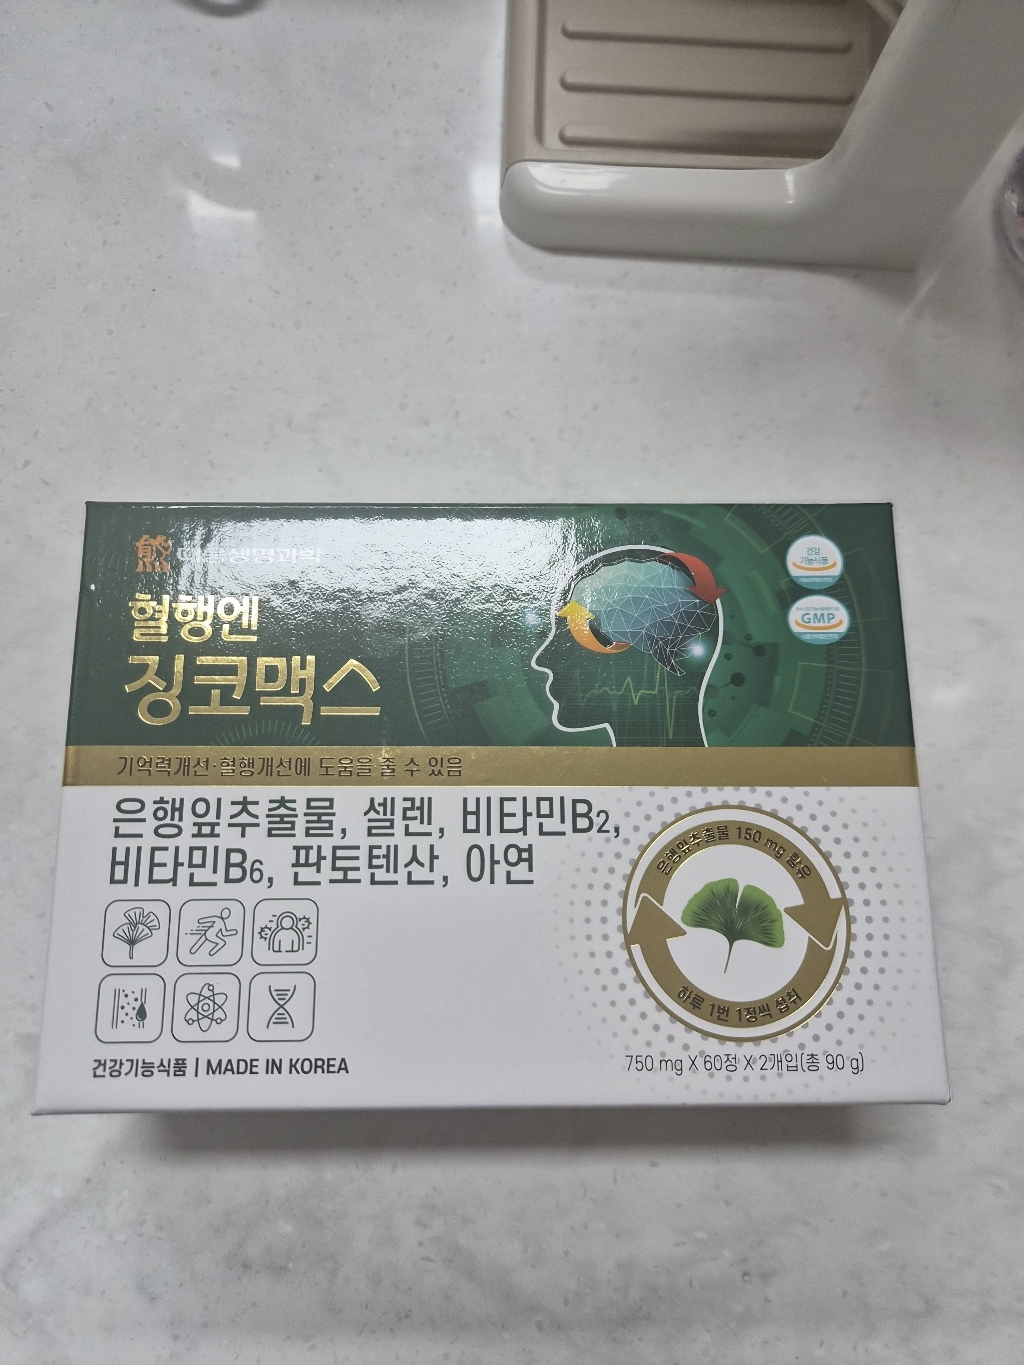 생명과학
혈행엔
징코맥스
건강
기능식품
GMP
기억력개선·혈행개선에 도움을 줄 수 있음
은행잎추출물, 셀렌, 비타민B2,
비타민B6, 판토텐산, 아연
은행잎추출물 150 mg 함유
하루 1번 1정씩 섭취
건강기능식품 | MADE IN KOREA
750 mg X 60정 X 2개입(총 90 g)